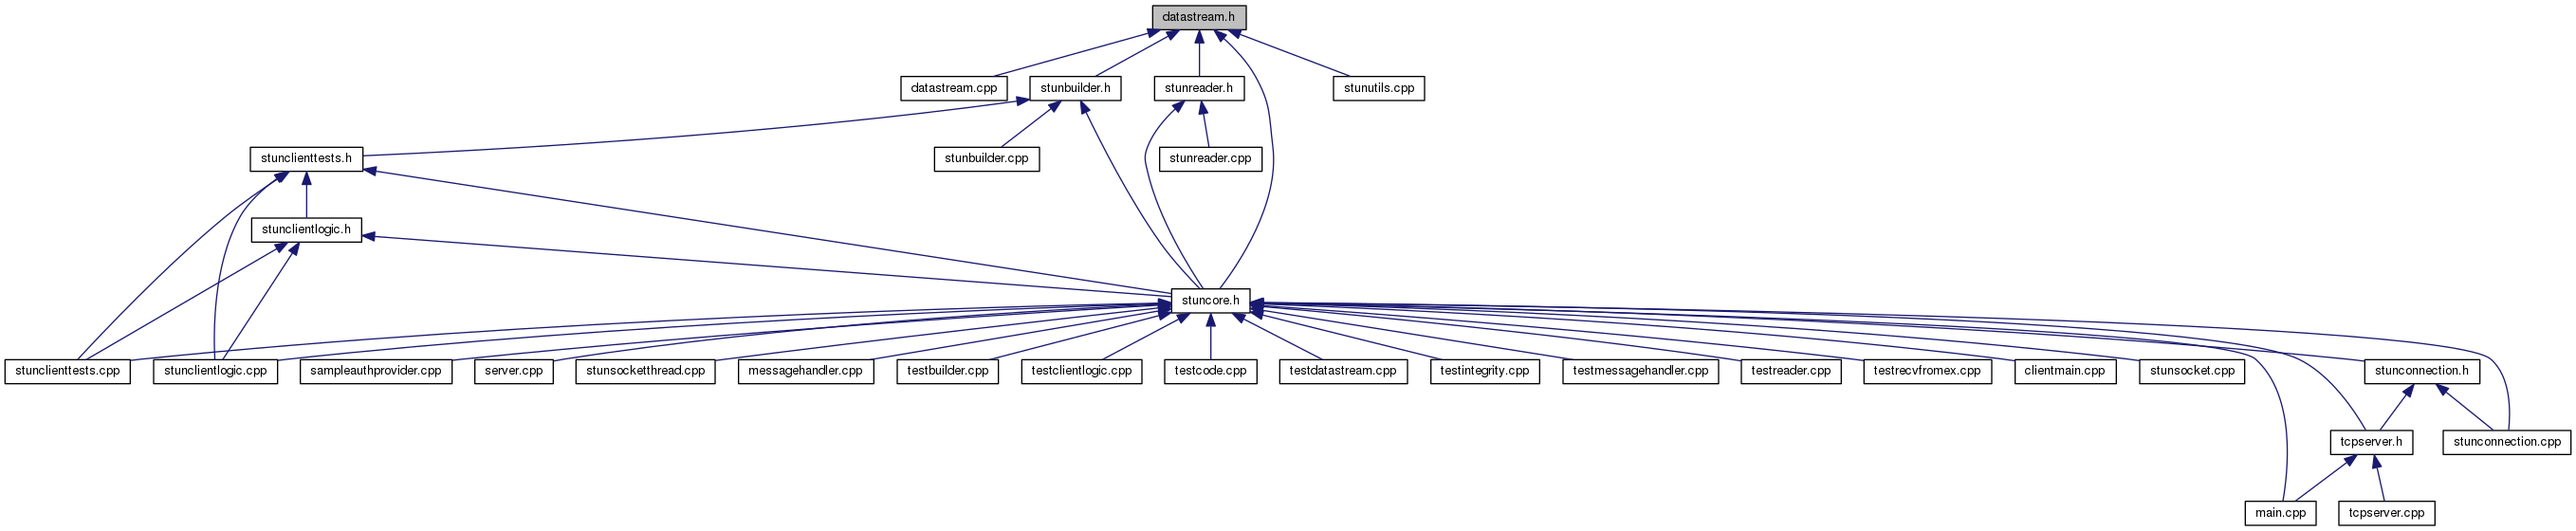 datastream.h
datastream.cpp
stunbuilder.h
stunreader.h
stunutils.cpp
stunclienttests.h
stunbuilder.cpp
stunreader.cpp
stunclientlogic.h
stuncore.h
stunclienttests.cpp
stunclientlogic.cpp
sampleauthprovider.cpp
server.cpp
stunsocketthread.cpp
messagehandler.cpp
testbuilder.cpp
testclientlogic.cpp
testcode.cpp
testdatastream.cpp
testintegrity.cpp
testmessagehandler.cpp
testreader.cpp
testrecvfromex.cpp
clientmain.cpp
stunsocket.cpp
stunconnection.h
tcpserver.h
stunconnection.cpp
main.cpp
tcpserver.cpp